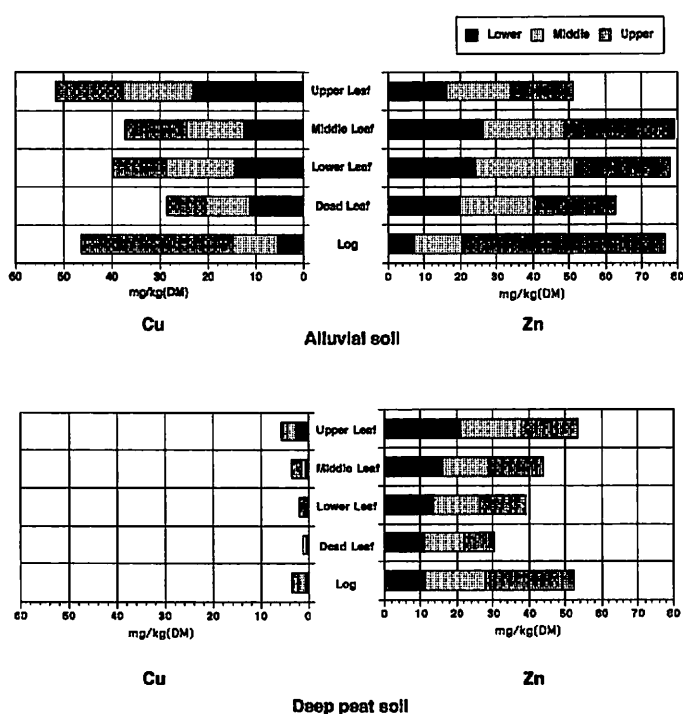 Lower Middle Upper
Upper Leaf
Middle Leaf
Lower Leaf
Dead Leaf
Log
60 50 40 30 20 10 0
0 10 20 30 40 50 60 70 80
mg/kg(DM) mg/kg(DM)
Cu Zn
Alluvial soil
Upper Leaf
Middle Leaf
Lower Leaf
Dead Leaf
Log
60 50 40 30 20 10 0
0 10 20 30 40 50 60 70 80
mg/kg(DM) mg/kg(DM)
Cu Zn
Deep peat soil